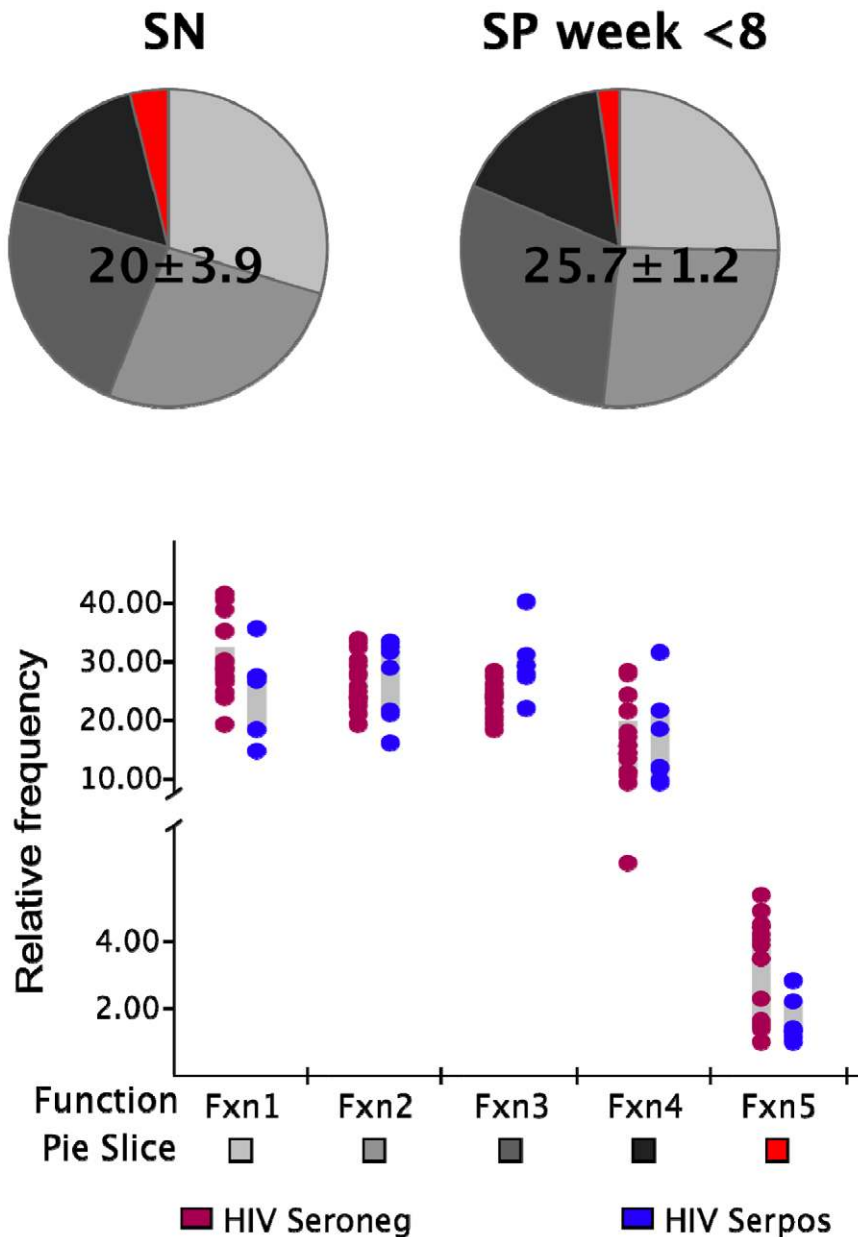 SN SP week <8
20±3.9 25.7±1.2
Relative frequency
40.00
30.00
20.00
10.00
4.00
2.00
Function Fxn1 Fxn2 Fxn3 Fxn4 Fxn5
Pie Slice
HIV Seroneg HIV Serpos